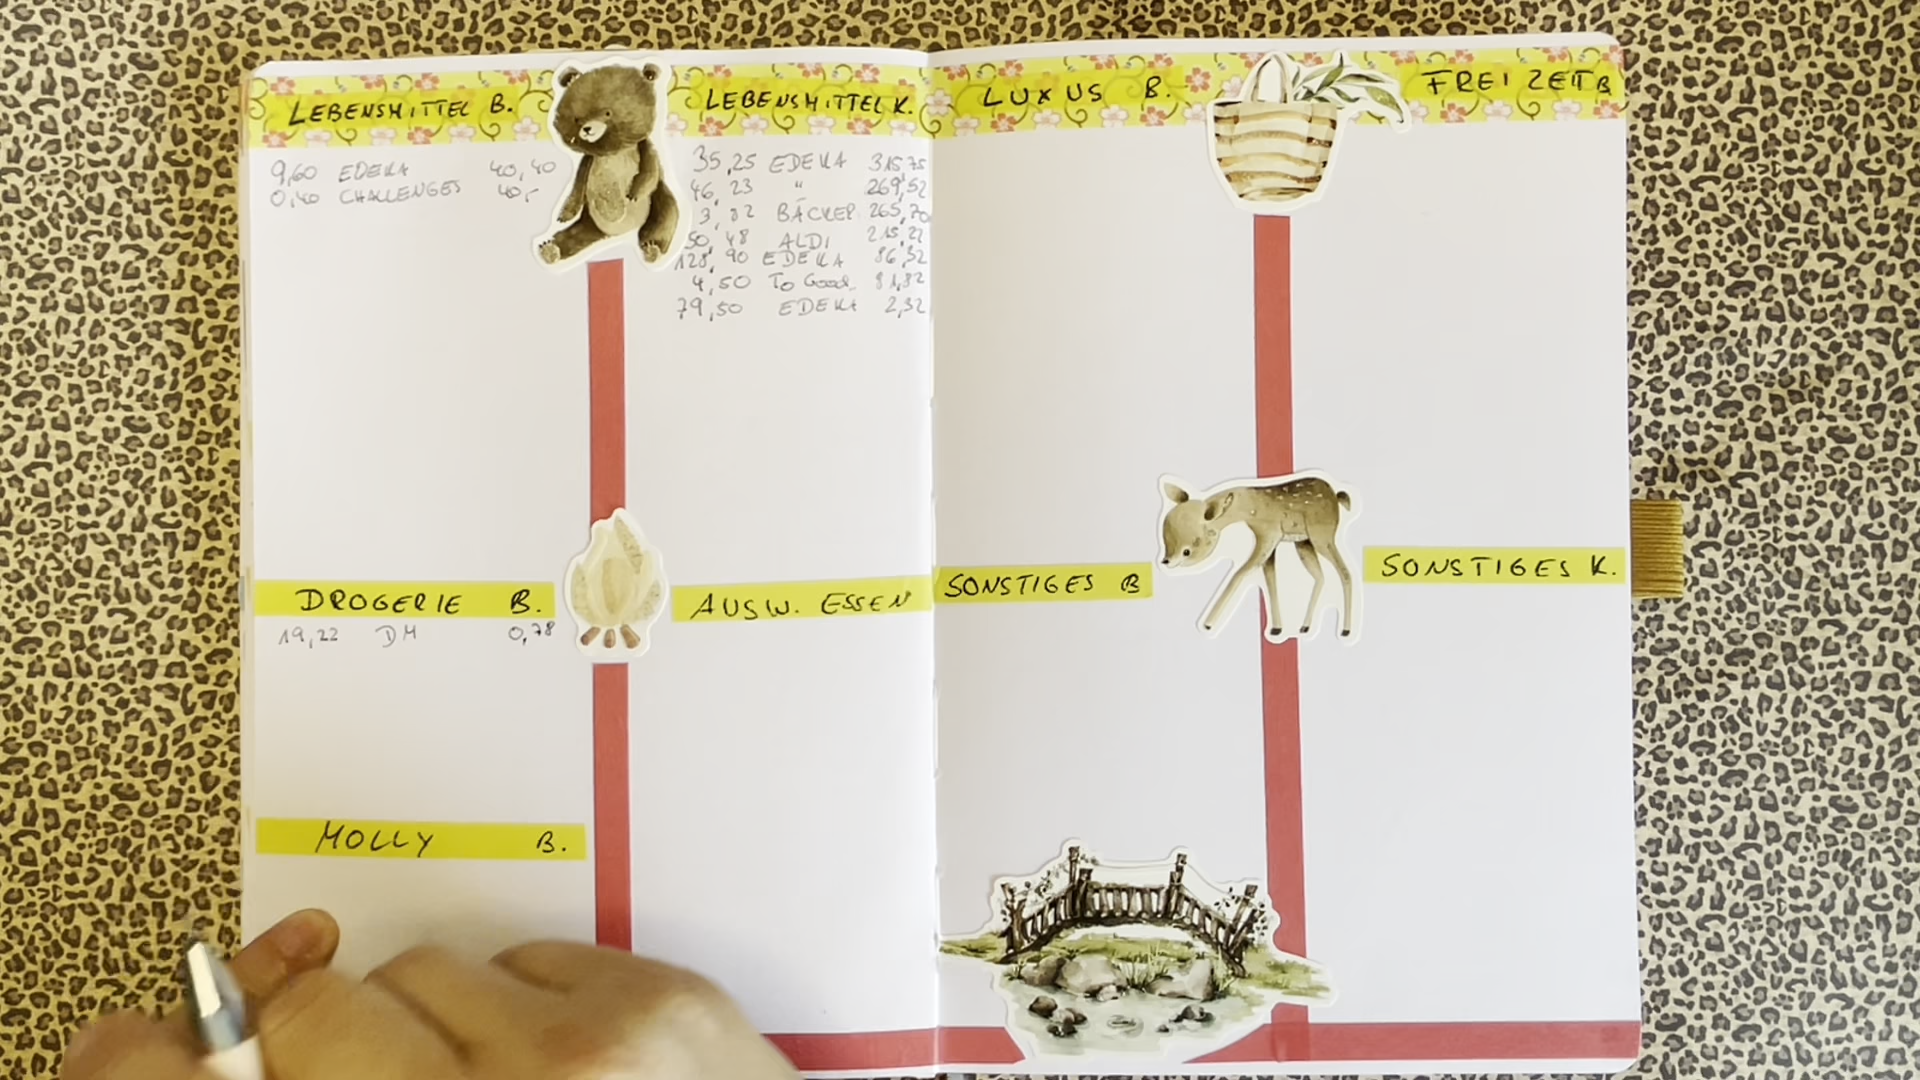 LEBENSMITTEL B.
9,60 EDEKA 40,40
0,40 CHALLENGES 40,-
LEBENSMITTEL K.
35,25 EDEKA 315,75
46,23 " 269,52
3,82 BÄCKER 265,70
50,48 ALDI 215,22
128,90 EDEKA 86,32
4,50 To Good 81,82
79,50 EDEKA 2,32
LUXUS B.
FREIZEIT B
DROGERIE B.
19,22 DM 0,78
AUSW. ESSEN
SONSTIGES B
SONSTIGES K.
MOLLY B.